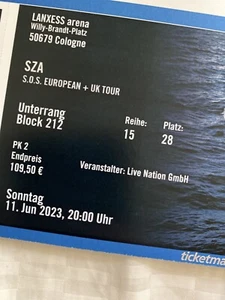 LANXESS arena
Willy-Brandt-Platz
50679 Cologne
SZA
S.O.S. EUROPEAN + UK TOUR
Unterrang
Block 212
Reihe: Platz:
15 28
PK 2
Endpreis
109,50 €
Veranstalter: Live Nation GmbH
Sonntag
11. Jun 2023, 20:00 Uhr
ticketma